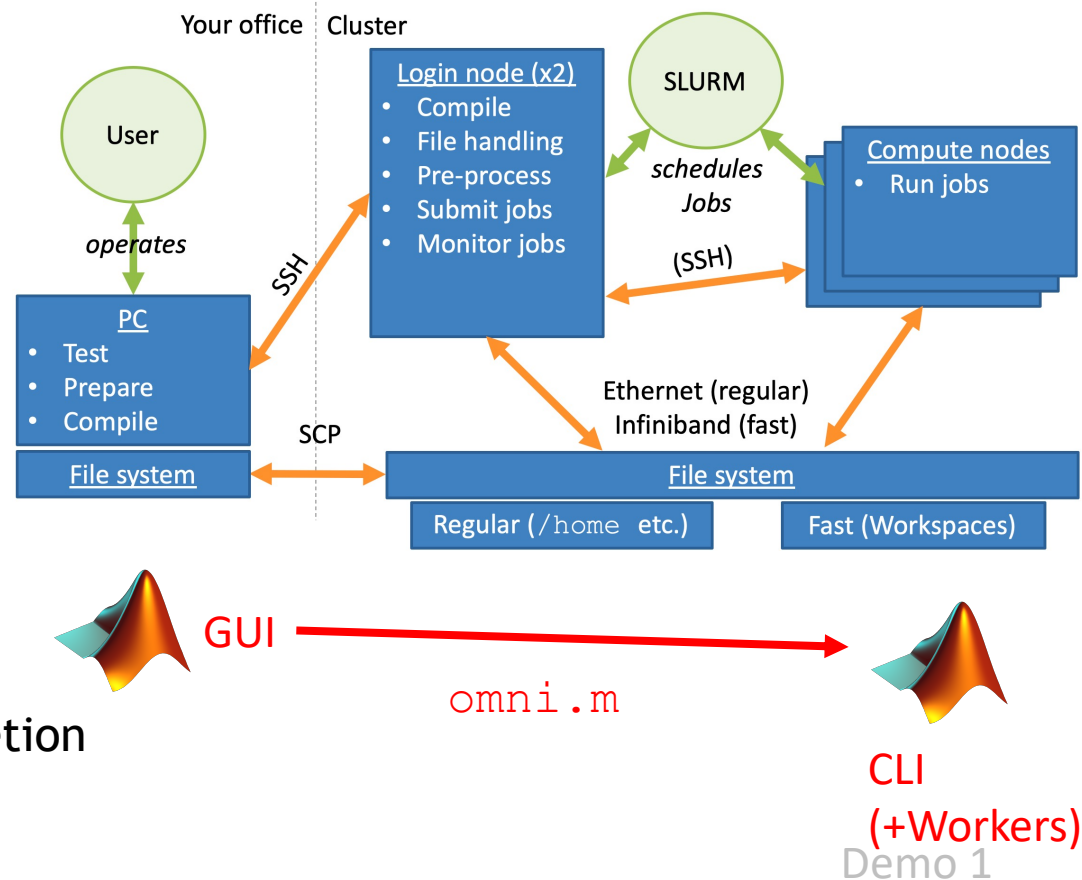 Your office
Cluster
User
operates
PC
• Test
• Prepare
• Compile
File system
SSH
SCP
Login node (x2)
• Compile
• File handling
• Pre-process
• Submit jobs
• Monitor jobs
SLURM
schedules
Jobs
(SSH)
Compute nodes
• Run jobs
Ethernet (regular)
Infiniband (fast)
File system
Regular (/home etc.)
Fast (Workspaces)
GUI
omni.m
CLI
(+Workers)
Demo 1